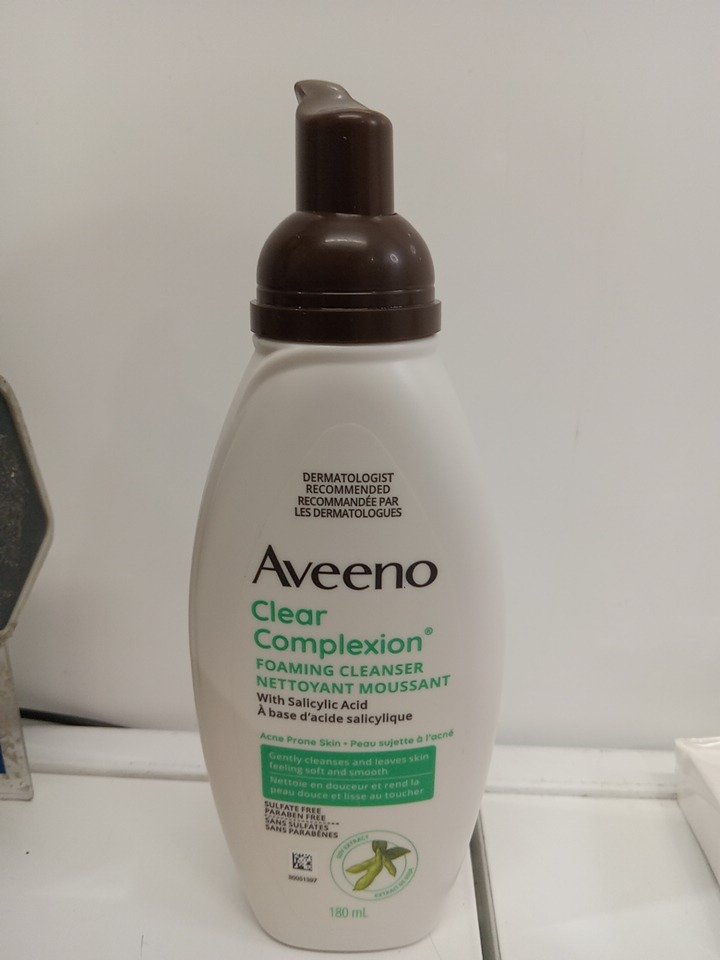 DERMATOLOGIST
RECOMMENDED
RECOMMANDÉE PAR
LES DERMATOLOGUES
Aveeno
Clear
Complexion®
FOAMING CLEANSER
NETTOYANT MOUSSANT
With Salicylic Acid
À base d'acide salicylique
Acne Prone Skin • Peau sujette à l'acné
Gently cleanses and leaves skin
feeling soft and smooth
Nettoie en douceur et rend la
peau douce et lisse au toucher
SULFATE FREE
PARABEN FREE
SANS SULFATES
SANS PARABÈNES
SOY EXTRACT
180 mL